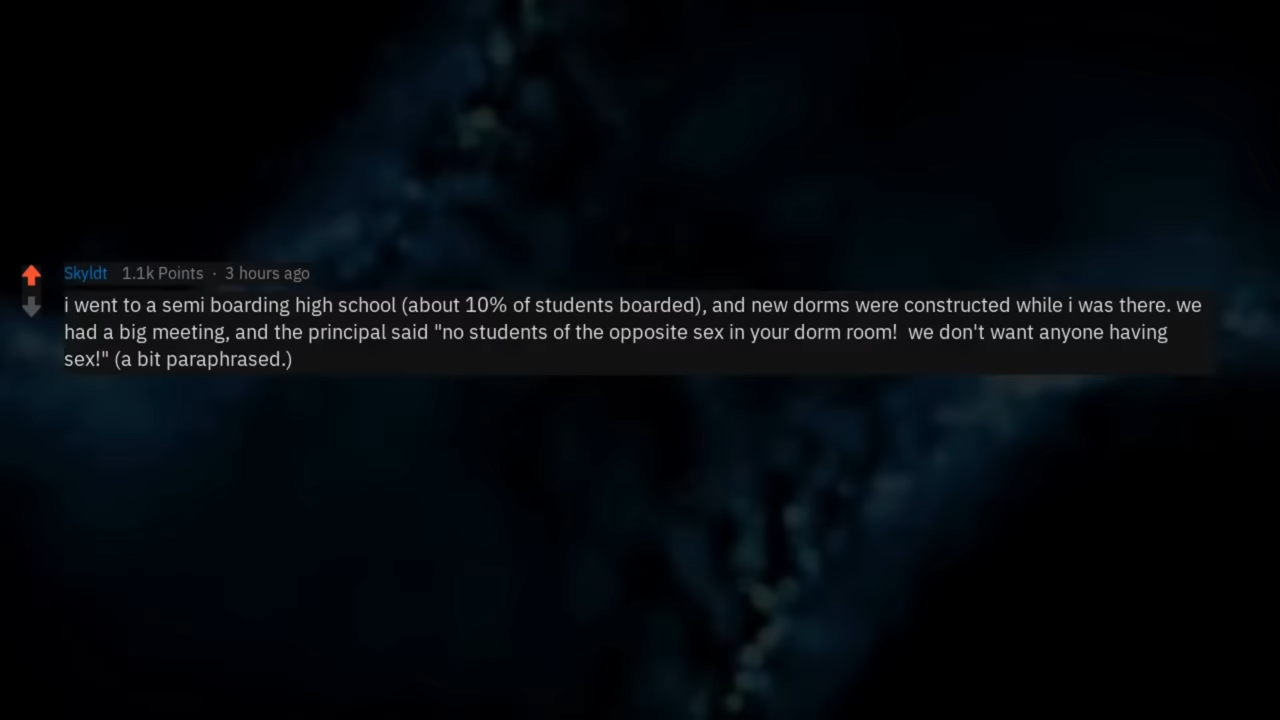 Skyldt 1.1k Points · 3 hours ago
i went to a semi boarding high school (about 10% of students boarded), and new dorms were constructed while i was there. we
had a big meeting, and the principal said "no students of the opposite sex in your dorm room!  we don't want anyone having
sex!" (a bit paraphrased.)